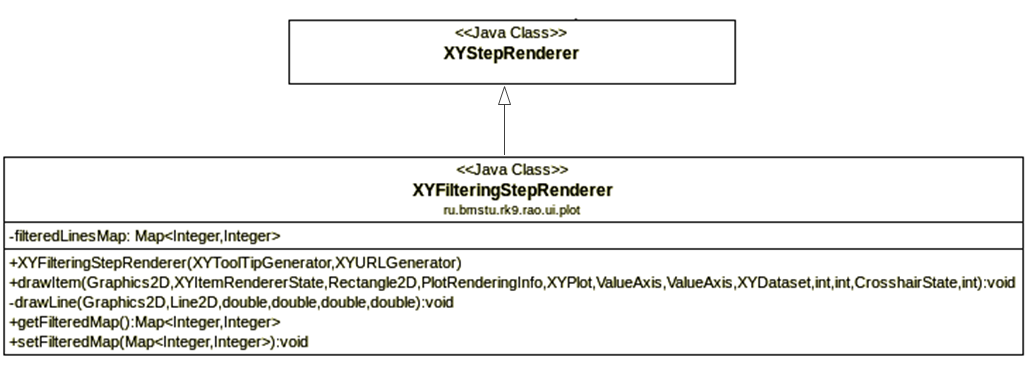 <<Java Class>>
XYStepRenderer
<<Java Class>>
XYFilteringStepRenderer
ru.bmstu.rk9.rao.ui.plot
-filteredLinesMap: Map<Integer,Integer>
+XYFilteringStepRenderer(XYToolTipGenerator,XYURLGenerator)
+drawItem(Graphics2D,XYItemRendererState,Rectangle2D,PlotRenderingInfo,XYPlot,ValueAxis,ValueAxis,XYDataset,int,int,CrosshairState,int):void
-drawLine(Graphics2D,Line2D,double,double,double,double):void
+getFilteredMap():Map<Integer,Integer>
+setFilteredMap(Map<Integer,Integer>):void